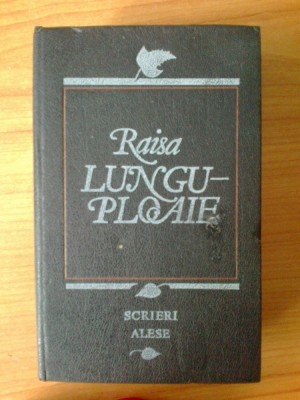 Raisa
LUNGU-
PLOAIE
SCRIERI
ALESE